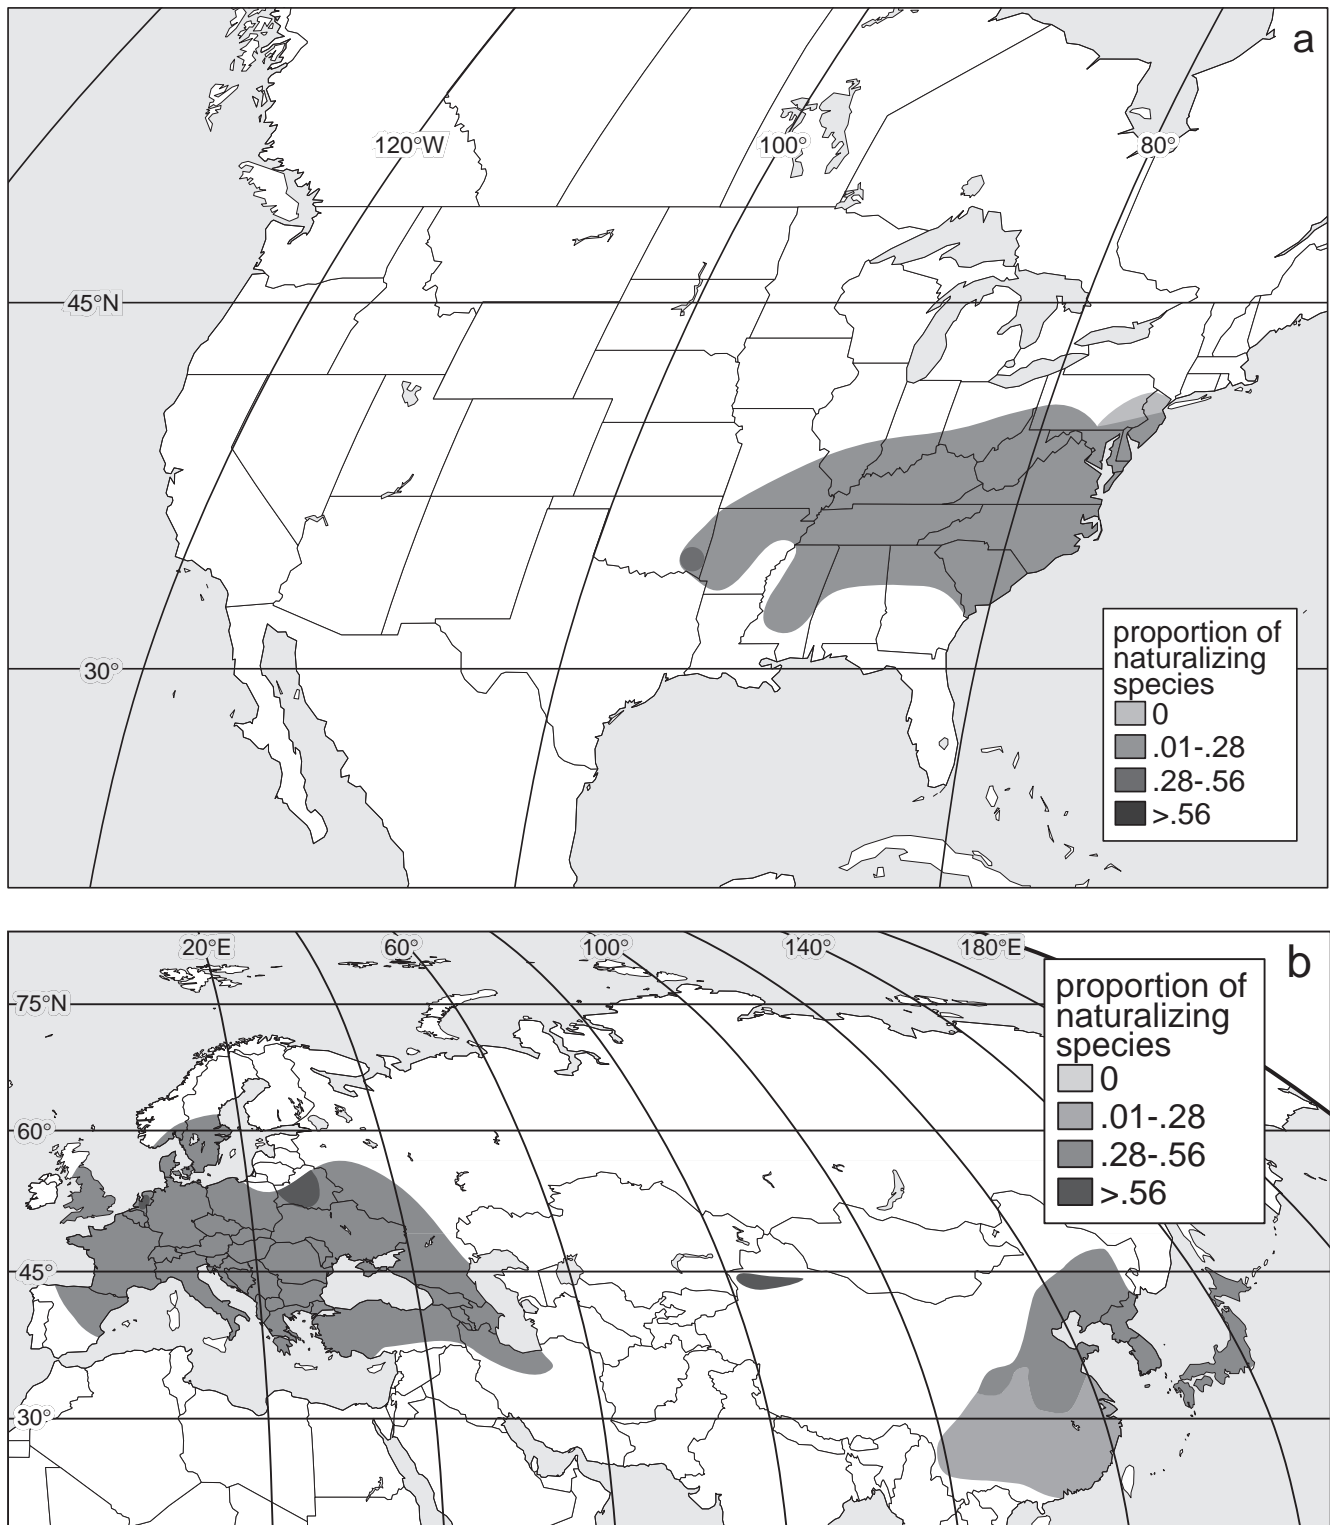 a
120°W
100°
80°
45°N
30°
proportion of
naturalizing
species
0
.01-.28
.28-.56
>.56
20°E
60°
100°
140°
180°E
b
75°N
60°
45°
30°
proportion of
naturalizing
species
0
.01-.28
.28-.56
>.56